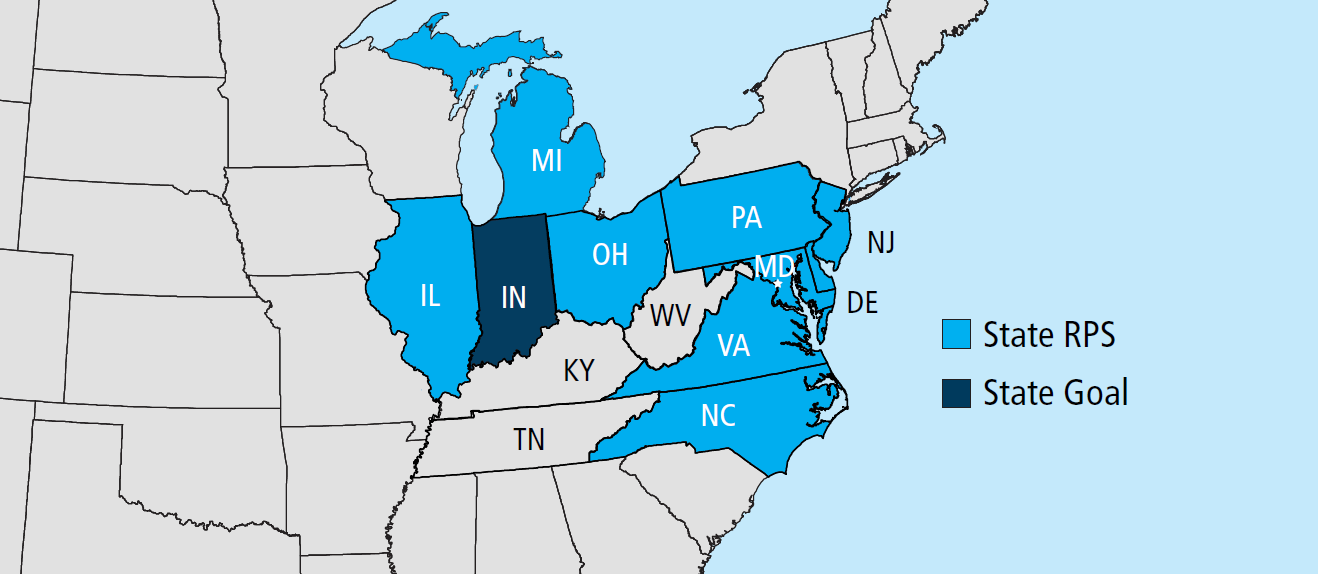 MI
PA
NJ
OH
MD
IL
IN
DE
WV
State RPS
VA
KY
State Goal
NC
TN